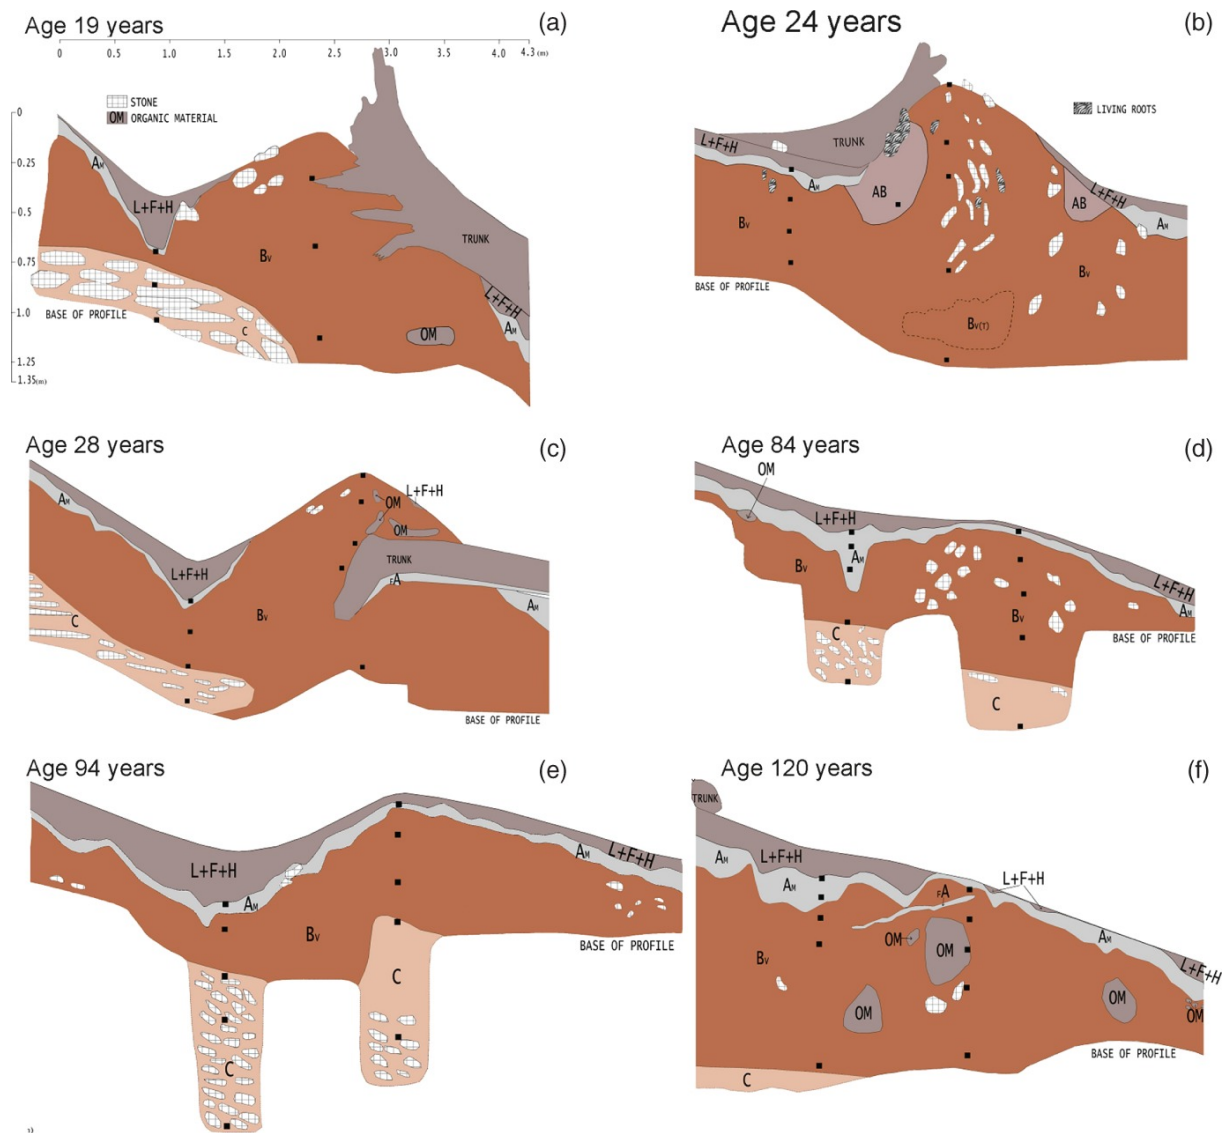 Age 19 years
(a)
0 0.5 1.0 1.5 2.0 2.5 3.0 3.5 4.0 4.3 (m)
STONE
OM ORGANIC MATERIAL
0
0.25
0.5
0.75
1.0
1.25
1.35(m)
AM
L+F+H
BV
TRUNK
L+F+H
AM
OM
C
BASE OF PROFILE
Age 24 years
(b)
LIVING ROOTS
TRUNK
L+F+H
AM
AB
AB
L+F+H
AM
BV
BV
BV(T)
BASE OF PROFILE
Age 28 years
(c)
AM
L+F+H
OM
L+F+H
OM
TRUNK
FA
AM
BV
C
BASE OF PROFILE
Age 84 years
(d)
OM
L+F+H
AM
BV
BV
L+F+H
AM
C
C
BASE OF PROFILE
Age 94 years
(e)
L+F+H
AM
AM
L+F+H
BV
C
C
BASE OF PROFILE
Age 120 years
(f)
TRUNK
AM
L+F+H
AM
FA
L+F+H
AM
L+F+H
BV
OM
OM
OM
OM
OM
C
BASE OF PROFILE